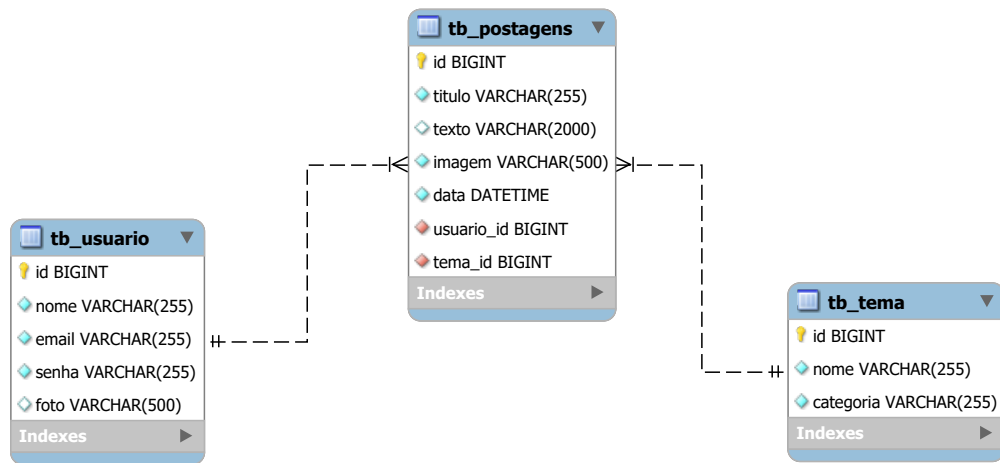 tb_postagens
id BIGINT
titulo VARCHAR(255)
texto VARCHAR(2000)
imagem VARCHAR(500)
data DATETIME
usuario_id BIGINT
tema_id BIGINT
Indexes
tb_usuario
id BIGINT
nome VARCHAR(255)
email VARCHAR(255)
senha VARCHAR(255)
foto VARCHAR(500)
Indexes
tb_tema
id BIGINT
nome VARCHAR(255)
categoria VARCHAR(255)
Indexes